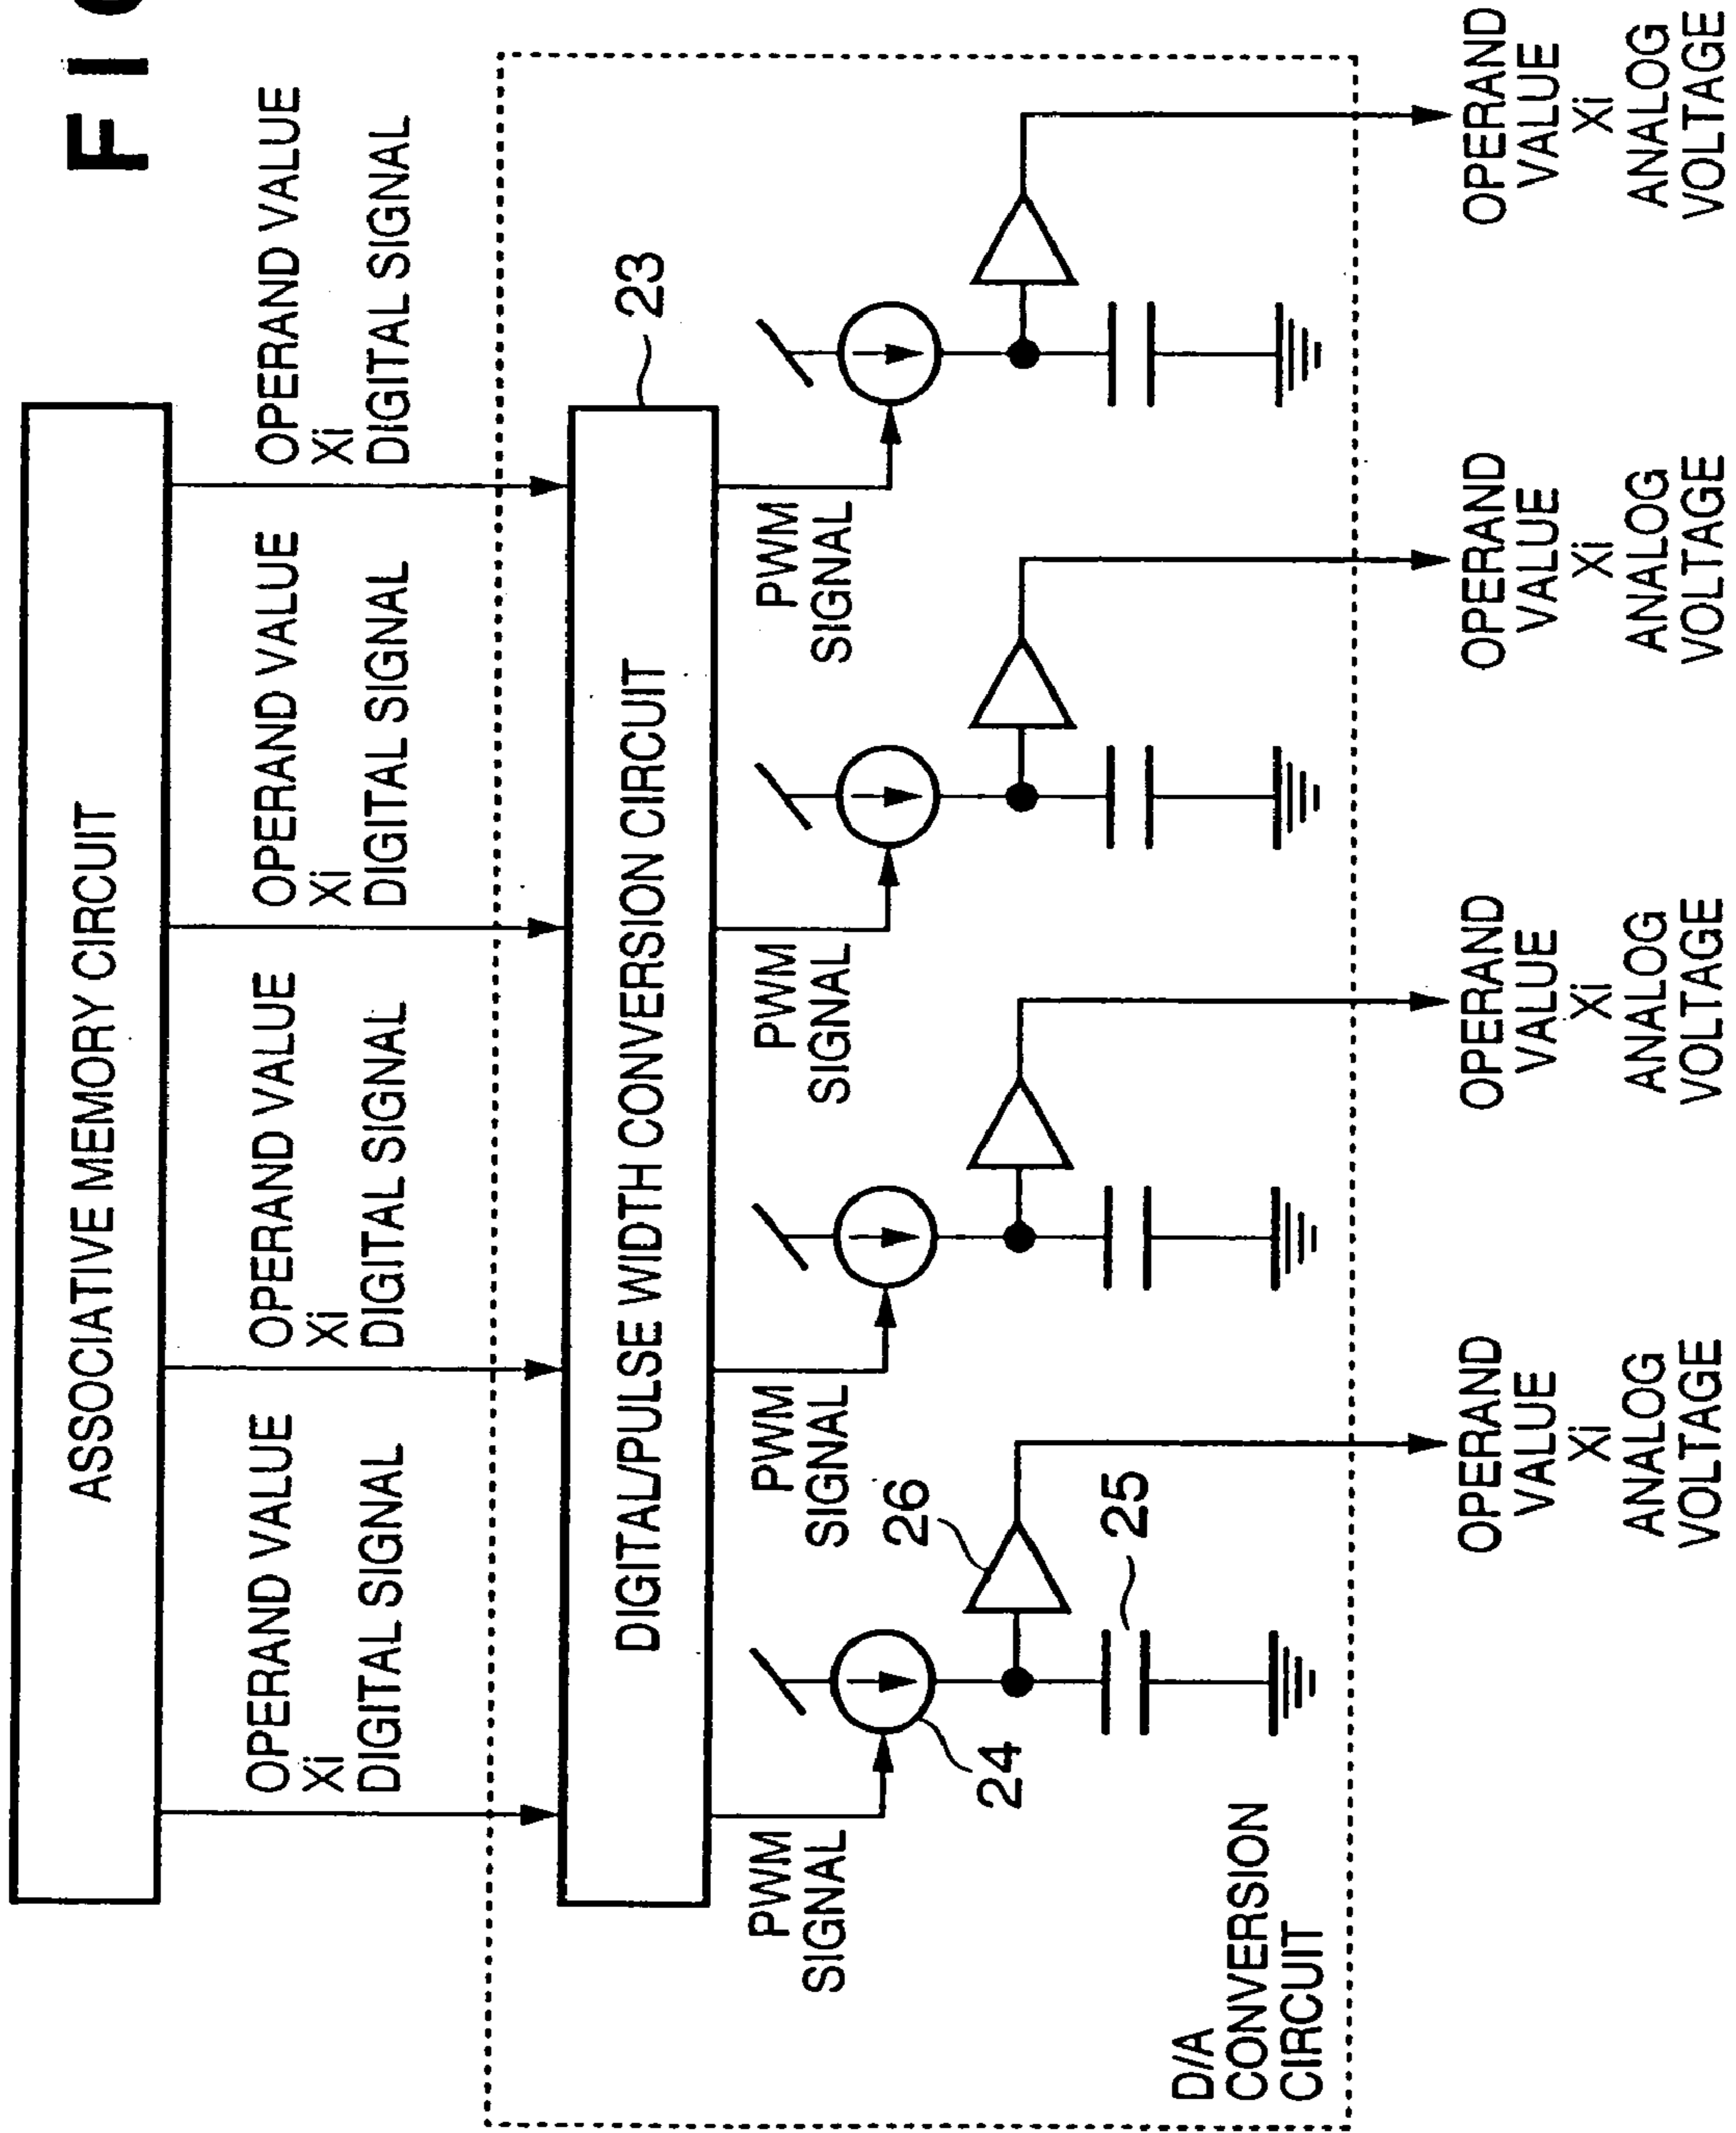 F I
ASSOCIATIVE MEMORY CIRCUIT
OPERAND VALUE
Xi
DIGITAL SIGNAL
OPERAND VALUE
Xi
DIGITAL SIGNAL
OPERAND VALUE
Xi
DIGITAL SIGNAL
OPERAND VALUE
Xi
DIGITAL SIGNAL
DIGITAL/PULSE WIDTH CONVERSION CIRCUIT
23
PWM
SIGNAL
PWM
SIGNAL
PWM
SIGNAL
PWM
SIGNAL
26
24
25
D/A
CONVERSION
CIRCUIT
OPERAND
VALUE
Xi
ANALOG
VOLTAGE
OPERAND
VALUE
Xi
ANALOG
VOLTAGE
OPERAND
VALUE
Xi
ANALOG
VOLTAGE
OPERAND
VALUE
Xi
ANALOG
VOLTAGE